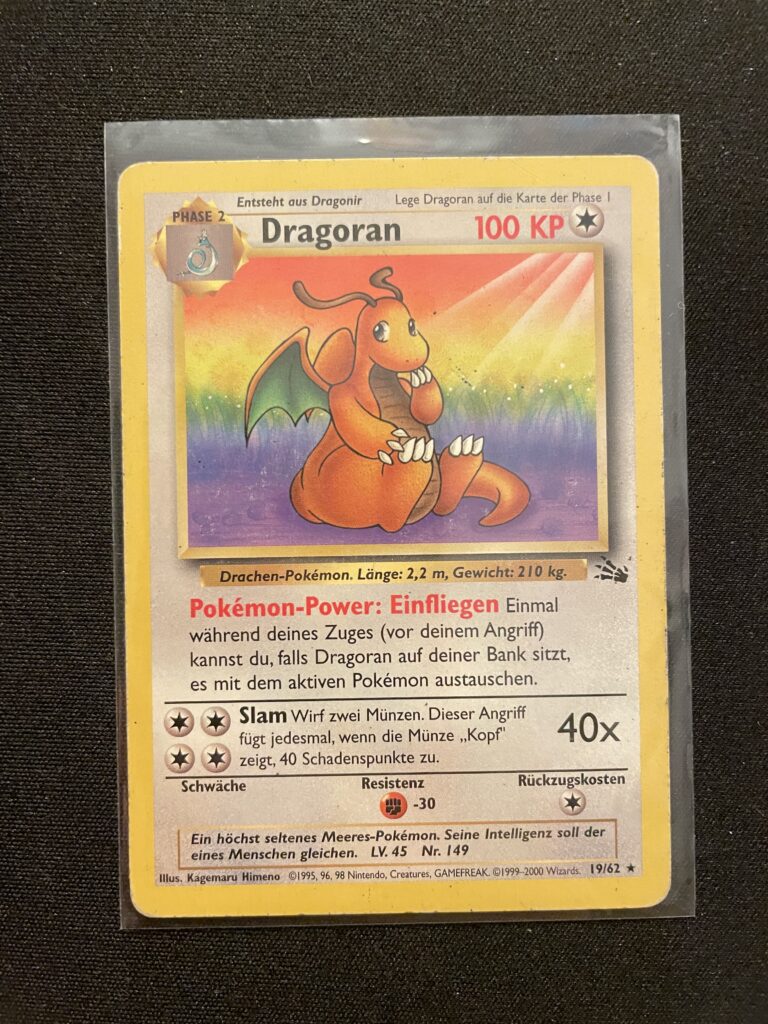 Entsteht aus Dragonir Lege Dragoran auf die Karte der Phase 1
PHASE 2
Dragoran 100 KP
Drachen-Pokémon. Länge: 2,2 m, Gewicht: 210 kg.
Pokémon-Power: Einfliegen Einmal
während deines Zuges (vor deinem Angriff)
kannst du, falls Dragoran auf deiner Bank sitzt,
es mit dem aktiven Pokémon austauschen.
Slam Wirf zwei Münzen. Dieser Angriff
fügt jedesmal, wenn die Münze „Kopf"
zeigt, 40 Schadenspunkte zu.
40x
Schwäche Resistenz Rückzugskosten
-30
Ein höchst seltenes Meeres-Pokémon. Seine Intelligenz soll der
eines Menschen gleichen. LV. 45 Nr. 149
Illus. Kagemaru Himeno ©1995, 96, 98 Nintendo, Creatures, GAMEFREAK. ©1999-2000 Wizards. 19/62 ★